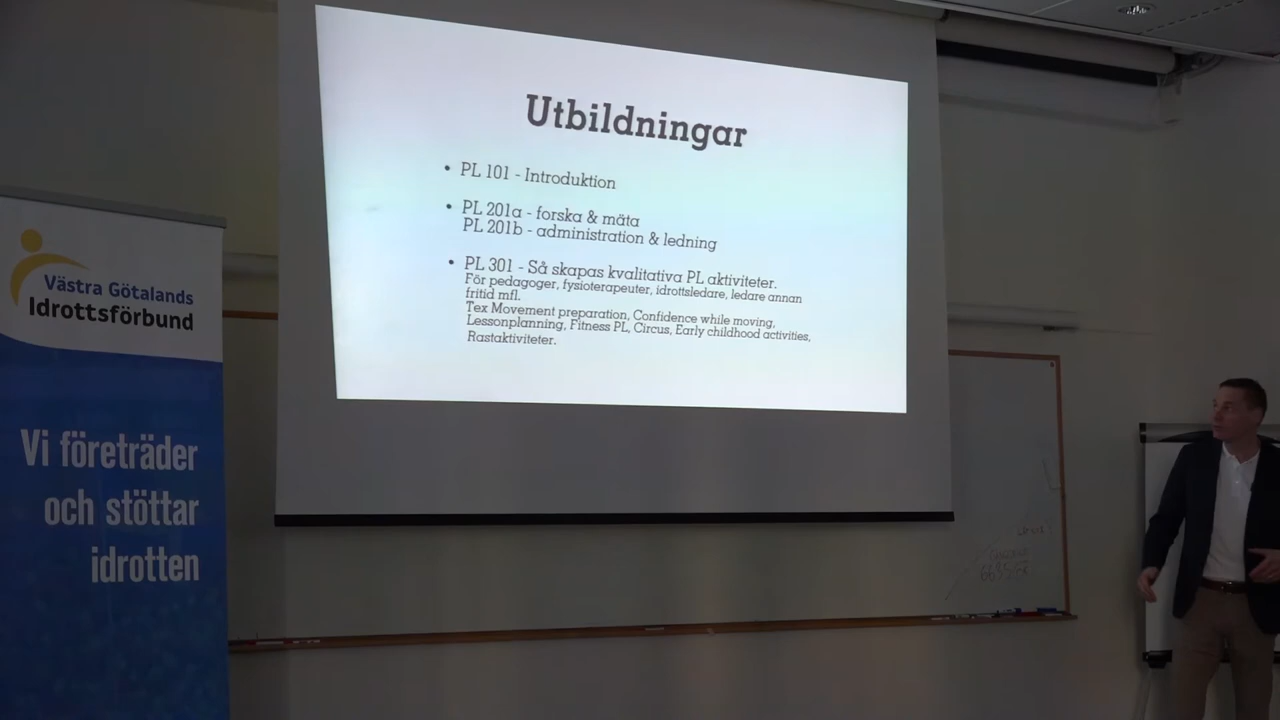 Utbildningar
• PL 101 - Introduktion
• PL 201a - forska & mäta
PL 201b - administration & ledning
• PL 301 - Så skapas kvalitativa PL aktiviteter.
För pedagoger, fysioterapeuter, idrottsledare, ledare annan
fritid mfl.
Tex Movement preparation, Confidence while moving,
Lessonplanning, Fitness PL, Circus, Early childhood activities,
Rastaktiviteter.
Västra Götalands
Idrottsförbund
Vi företräder
och stöttar
idrotten